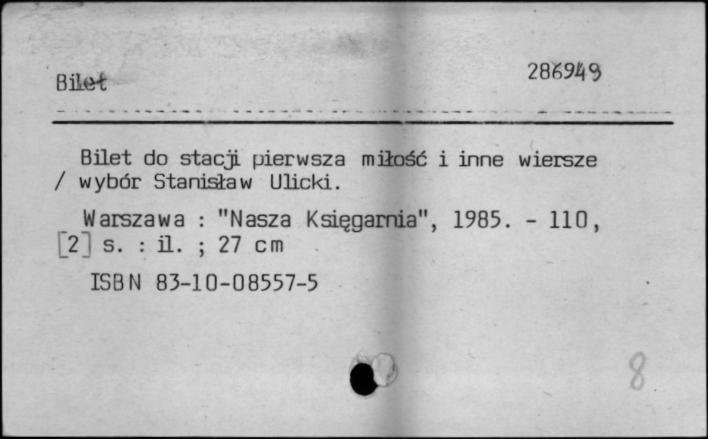 Bilet
286949
Bilet do stacji pierwsza miłość i inne wiersze
/ wybór Stanisław Ulicki.
Warszawa : "Nasza Księgarnia", 1985. - 110,
[2] s. : il. ; 27 cm
ISBN 83-10-08557-5
8